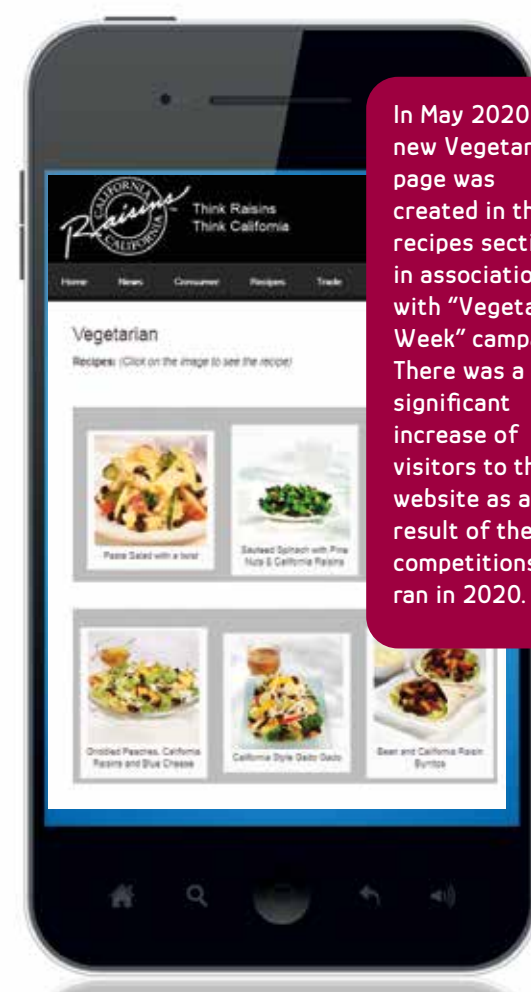 CALIFORNIA
Raisins
CALIFORNIA
Think Raisins
Think California
Home News Consumer Recipes Trade
Vegetarian
Recipes: (Click on the image to see the recipe)
Pasta Salad with a twist
Sauteed Spinach with Pine
Nuts & California Raisins
Griddled Peaches, California
Raisins and Blue Cheese
California Style Gado Gado
Bean and California Raisin
Burritos
In May 2020
new Vegetar
page was
created in th
recipes secti
in associatio
with “Vegeta
Week” campa
There was a
significant
increase of
visitors to th
website as a
result of the
competitions
ran in 2020.